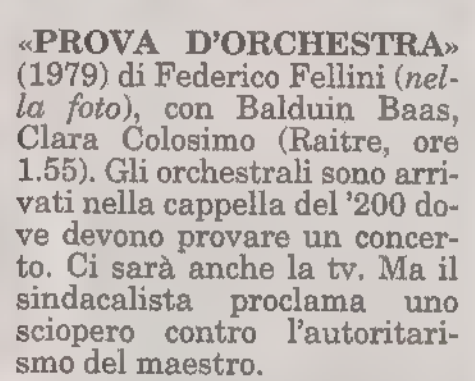 «PROVA D'ORCHESTRA»
(1979) di Federico Fellini (nel-
la foto), con Balduin Baas,
Clara Colosimo (Raitre, ore
1.55). Gli orchestrali sono arri-
vati nella cappella del '200 do-
ve devono provare un concer-
to. Ci sarà anche la tv. Ma il
sindacalista proclama uno
sciopero contro l'autoritari-
smo del maestro.